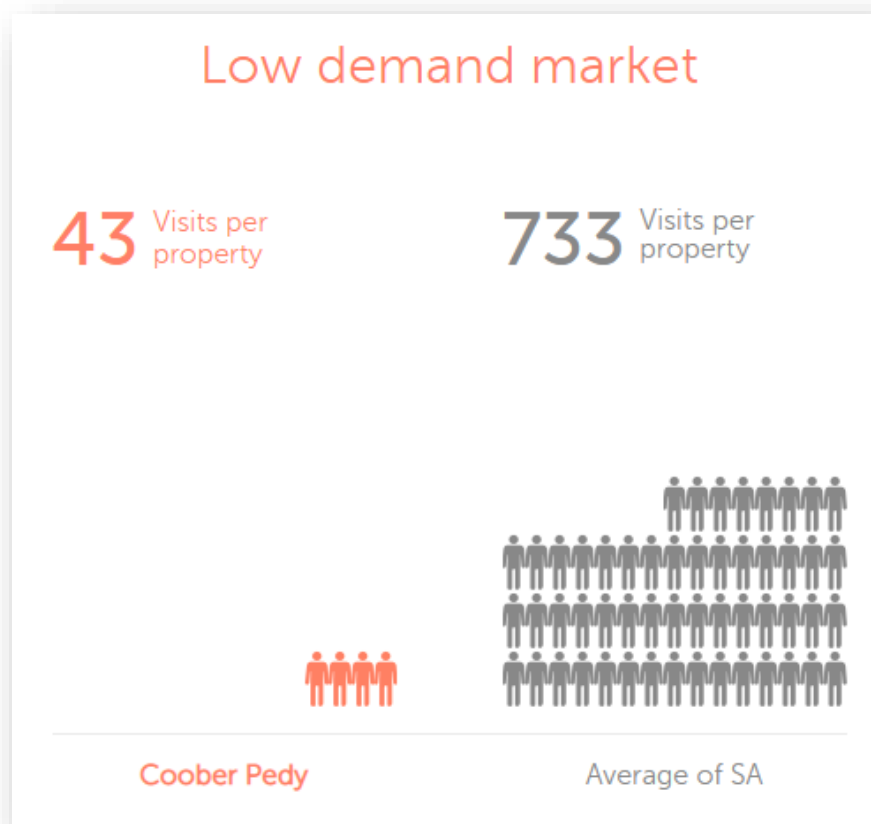 Low demand market
43 Visits per
property
733 Visits per
property
Coober Pedy
Average of SA